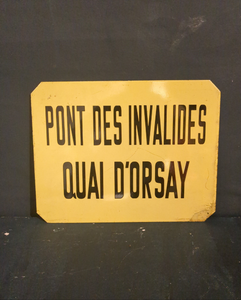 PONT DES INVALIDES
QUAI D'ORSAY